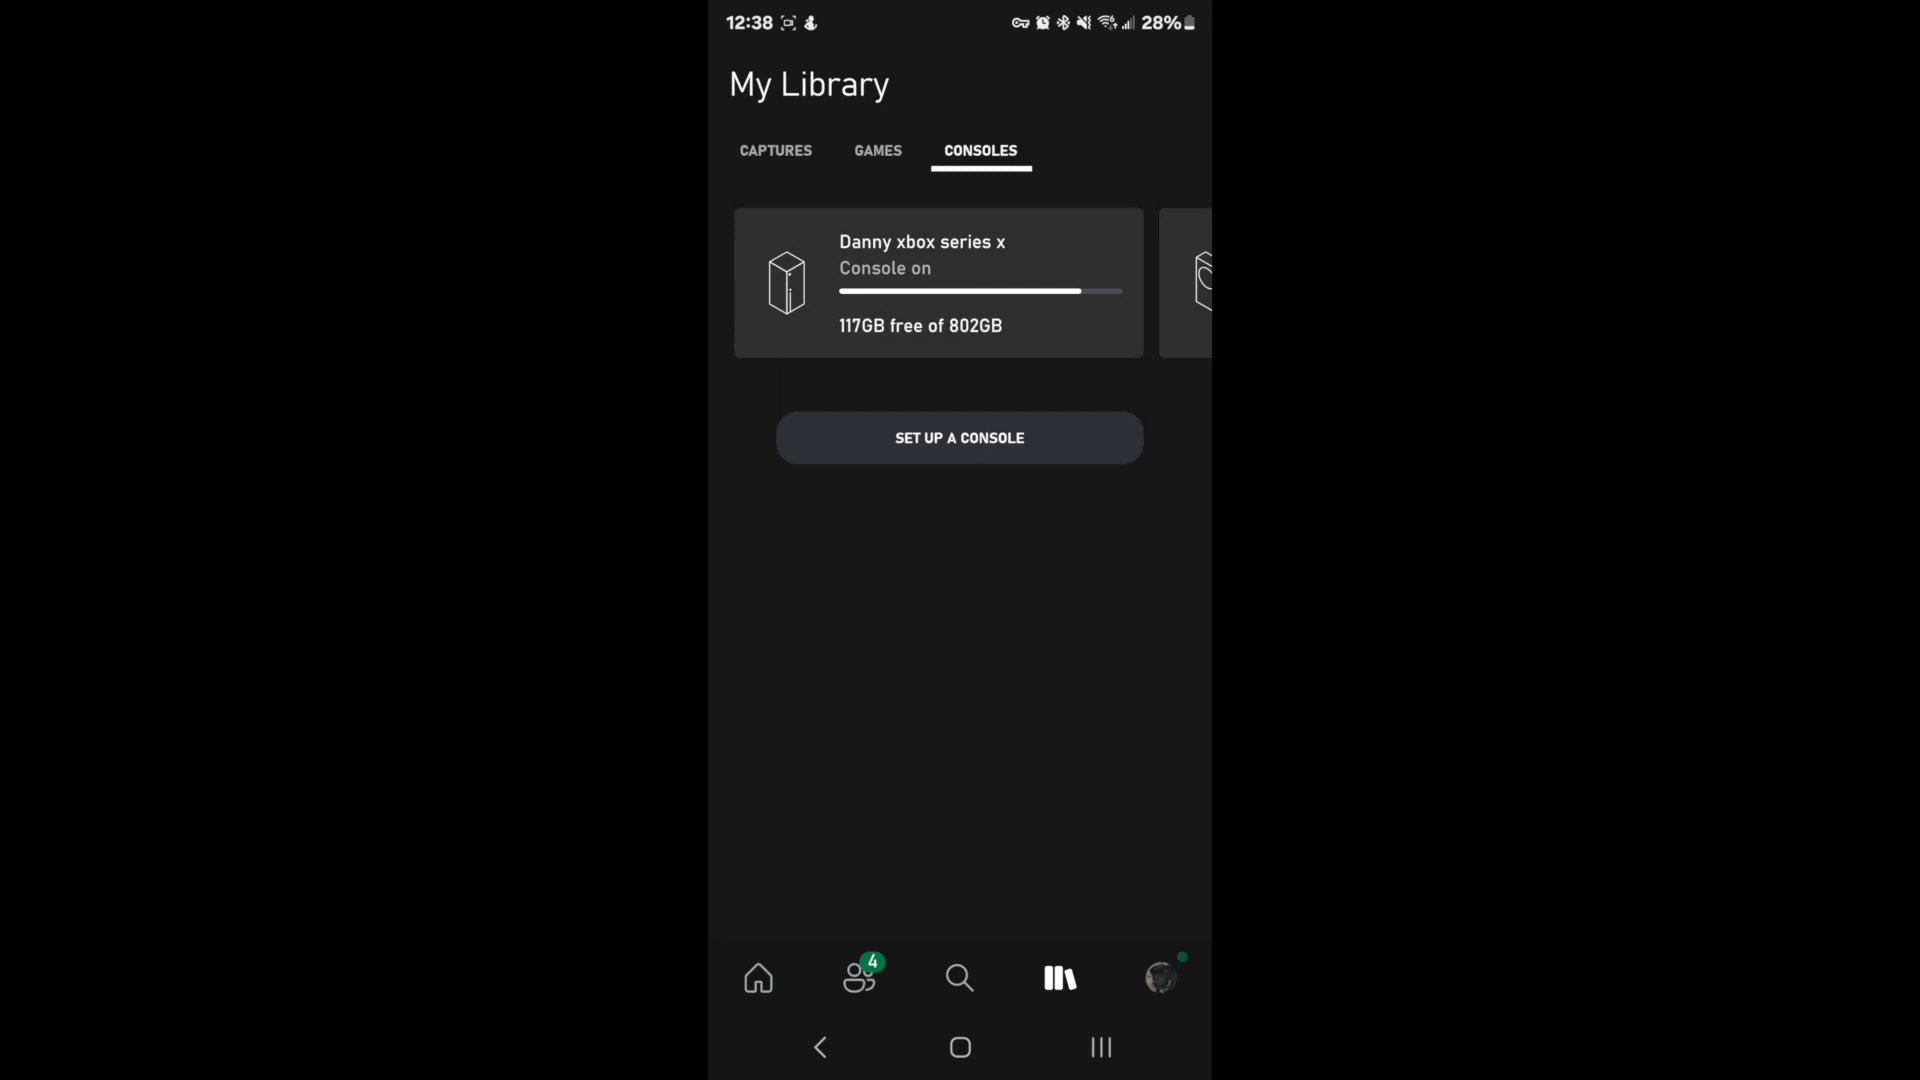 12:38 28%
My Library
CAPTURES GAMES CONSOLES
Danny xbox series x
Console on
117GB free of 802GB
SET UP A CONSOLE
4